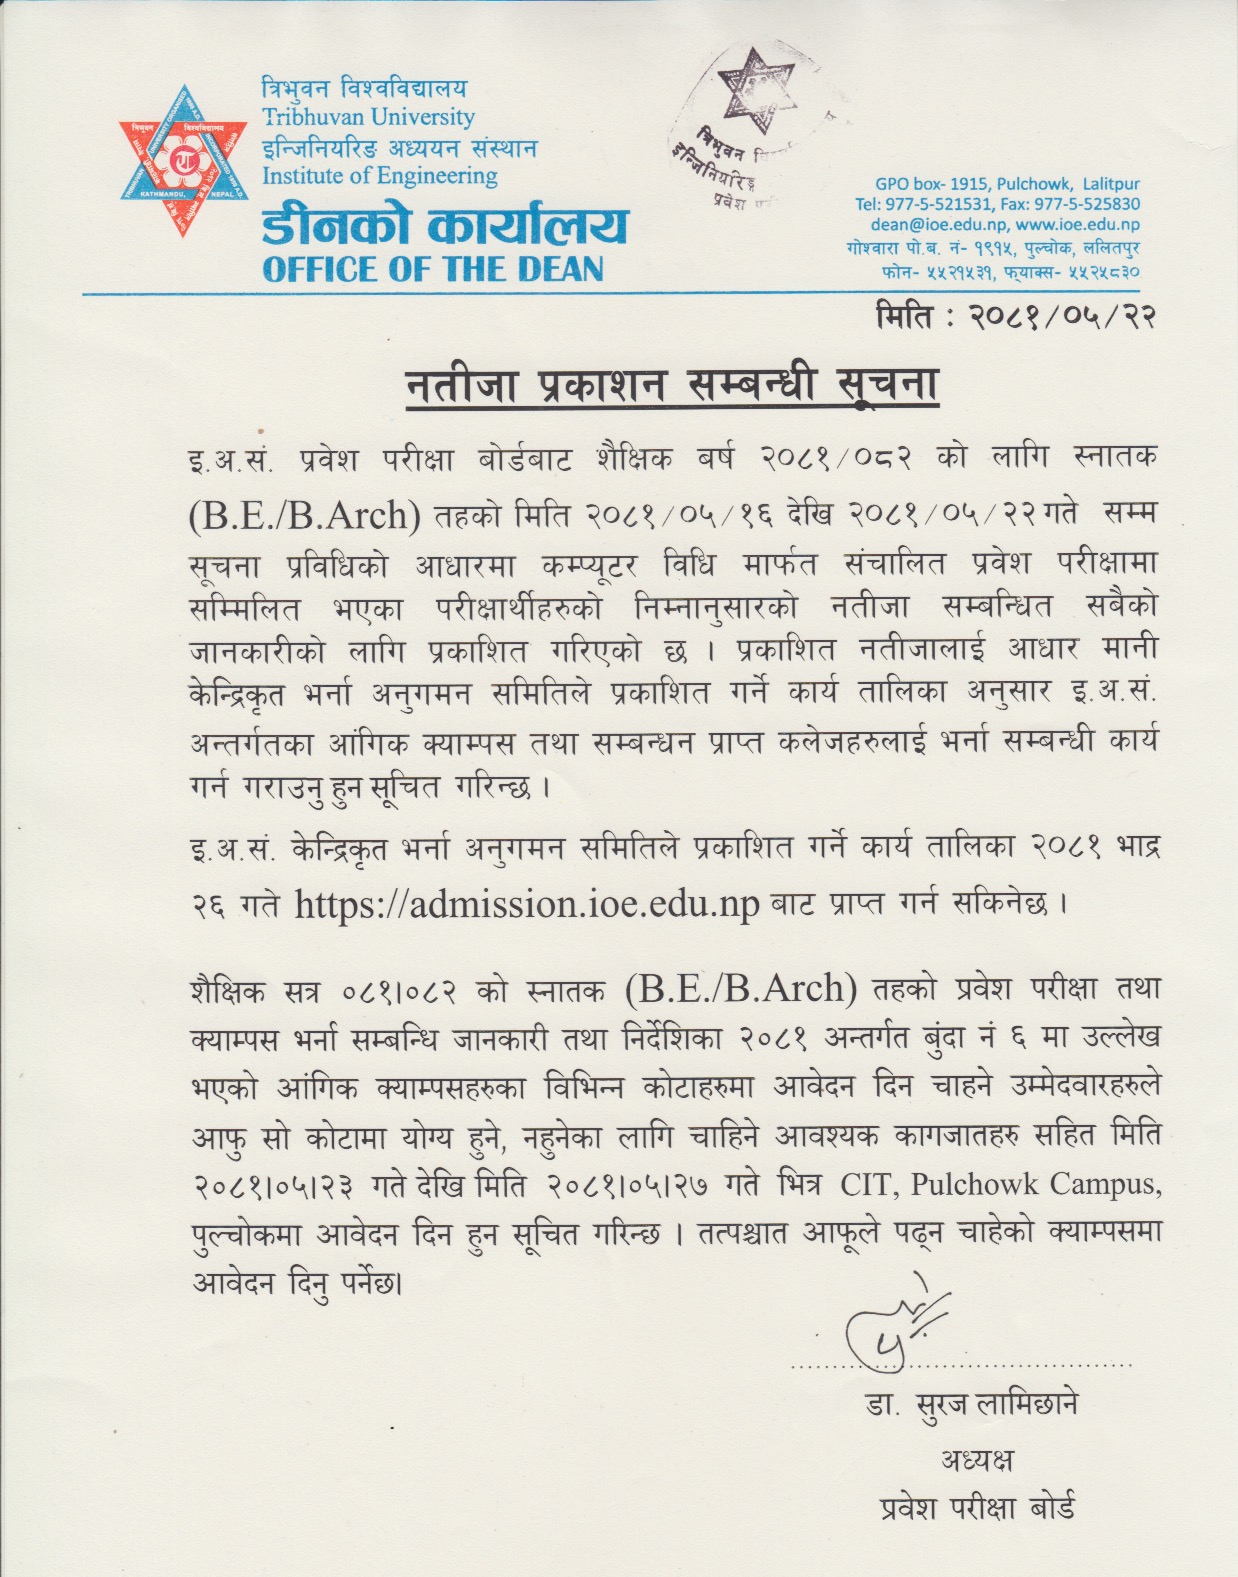 त्रिभुवन विश्वविद्यालय
Tribhuvan University
इन्जिनियरिङ अध्ययन संस्थान
Institute of Engineering
डीनको कार्यालय
OFFICE OF THE DEAN
त्रिभुवन
इन्जिनियरिङ्ग
प्रवेश
GPO box- 1915, Pulchowk, Lalitpur
Tel: 977-5-521531, Fax: 977-5-525830
dean@ioe.edu.np, www.ioe.edu.np
गोश्वारा पो.ब. नं- १९१५, पुल्चोक, ललितपुर
फोन- ५५२१५३१, फ्याक्स- ५५२५८३०
मिति : २०८१/०५/२२
नतीजा प्रकाशन सम्बन्धी सूचना
इ.अ.सं. प्रवेश परीक्षा बोर्डबाट शैक्षिक बर्ष २०८१/०८२ को लागि स्नातक
(B.E./B.Arch) तहको मिति २०८१/०५/१६ देखि २०८१/०५/२२ गते सम्म
सूचना प्रविधिको आधारमा कम्प्यूटर विधि मार्फत संचालित प्रवेश परीक्षामा
सम्मिलित भएका परीक्षार्थीहरुको निम्नानुसारको नतीजा सम्बन्धित सबैको
जानकारीको लागि प्रकाशित गरिएको छ । प्रकाशित नतीजालाई आधार मानी
केन्द्रिकृत भर्ना अनुगमन समितिले प्रकाशित गर्ने कार्य तालिका अनुसार इ.अ.सं.
अन्तर्गतका आंगिक क्याम्पस तथा सम्बन्धन प्राप्त कलेजहरुलाई भर्ना सम्बन्धी कार्य
गर्न गराउनु हुन सूचित गरिन्छ ।
इ.अ.सं. केन्द्रिकृत भर्ना अनुगमन समितिले प्रकाशित गर्ने कार्य तालिका २०८१ भाद्र
२६ गते https://admission.ioe.edu.np बाट प्राप्त गर्न सकिनेछ ।
शैक्षिक सत्र ०८१।०८२ को स्नातक (B.E./B.Arch) तहको प्रवेश परीक्षा तथा
क्याम्पस भर्ना सम्बन्धि जानकारी तथा निर्देशिका २०८१ अन्तर्गत बुंदा नं ६ मा उल्लेख
भएको आंगिक क्याम्पसहरुका विभिन्न कोटाहरुमा आवेदन दिन चाहने उम्मेदवारहरुले
आफु सो कोटामा योग्य हुने, नहुनेका लागि चाहिने आवश्यक कागजातहरु सहित मिति
२०८१।०५।२३ गते देखि मिति २०८१।०५।२७ गते भित्र CIT, Pulchowk Campus,
पुल्चोकमा आवेदन दिन हुन सूचित गरिन्छ । तत्पश्चात आफूले पढ्न चाहेको क्याम्पसमा
आवेदन दिनु पर्नेछ।
डा. सुरज लामिछाने
अध्यक्ष
प्रवेश परीक्षा बोर्ड